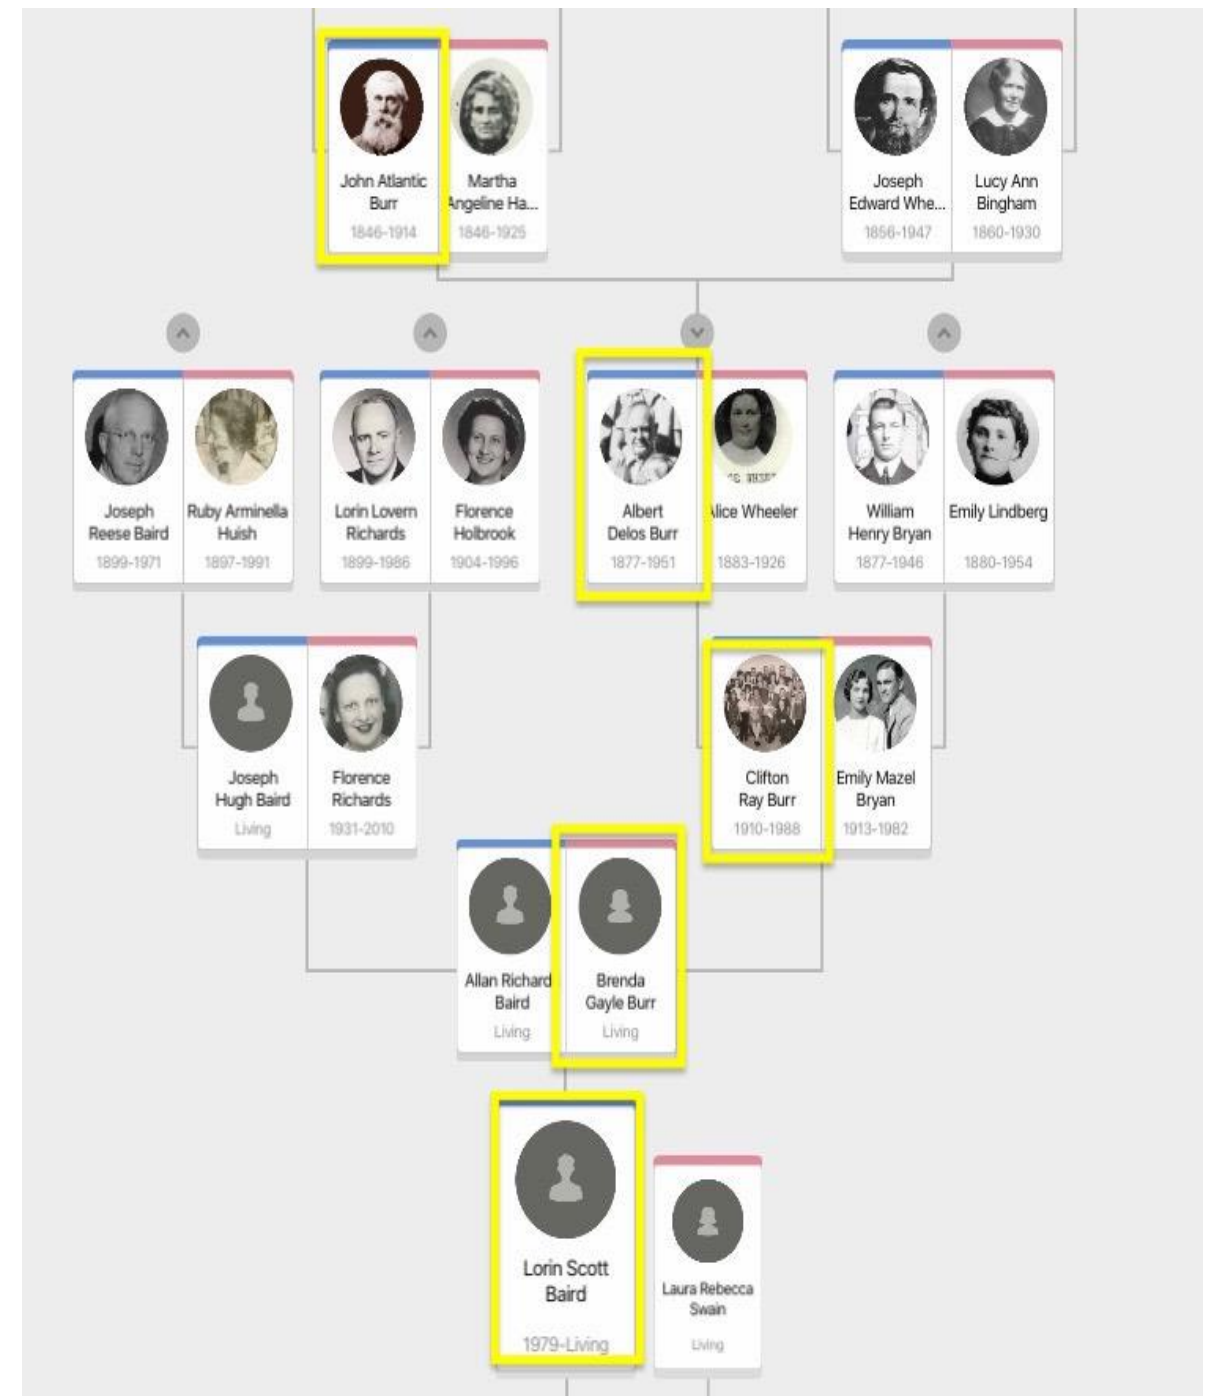 John Atlantic
Burr
1846-1914
Martha
Angeline Ha...
1846-1925
Joseph
Edward Whe...
1856-1947
Lucy Ann
Bingham
1860-1930
Joseph
Reese Baird
1899-1971
Ruby Arminella
Huish
1897-1991
Lorin Lovern
Richards
1899-1986
Florence
Holbrook
1904-1996
Albert
Delos Burr
1877-1951
Alice Wheeler
1883-1926
William
Henry Bryan
1877-1946
Emily Lindberg
1880-1954
Joseph
Hugh Baird
Living
Florence
Richards
1931-2010
Clifton
Ray Burr
1910-1988
Emily Mazel
Bryan
1913-1982
Allan Richard
Baird
Living
Brenda
Gayle Burr
Living
Lorin Scott
Baird
1979-Living
Laura Rebecca
Swain
Living